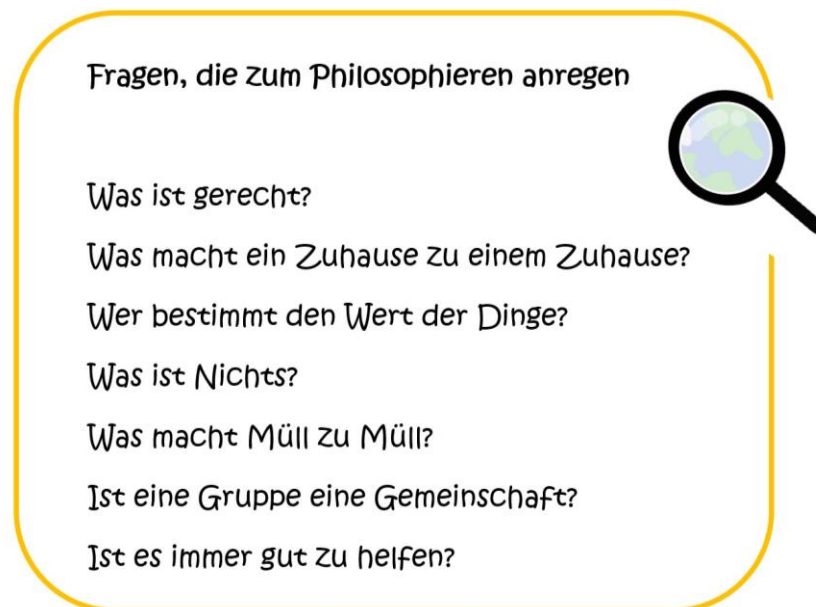 Fragen, die zum Philosophieren anregen
Was ist gerecht?
Was macht ein Zuhause zu einem Zuhause?
Wer bestimmt den Wert der Dinge?
Was ist Nichts?
Was macht Müll zu Müll?
Ist eine Gruppe eine Gemeinschaft?
Ist es immer gut zu helfen?